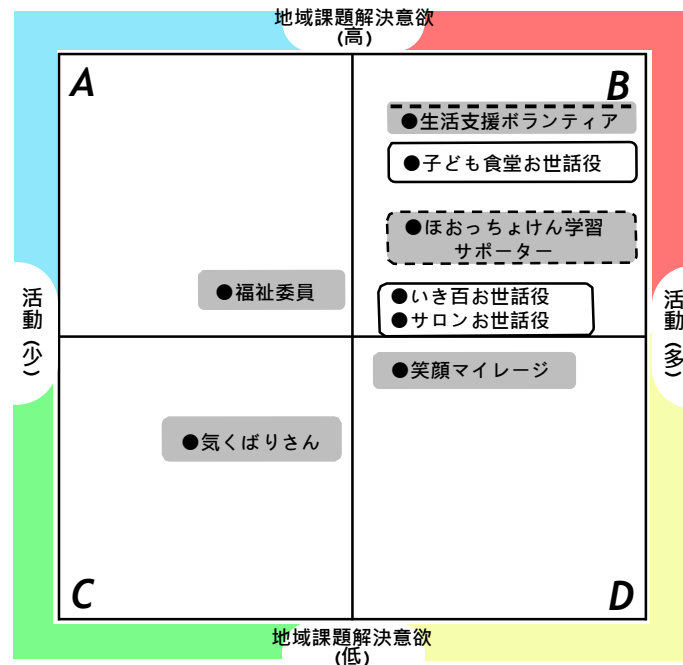 地域課題解決意欲
(高)
A
B
●生活支援ボランティア
●子ども食堂お世話役
●ほおっちょけん学習
サポーター
●福祉委員
●いき百お世話役
●サロンお世話役
活動(少)
活動(多)
●笑顔マイレージ
●気くばりさん
C
D
地域課題解決意欲
(低)